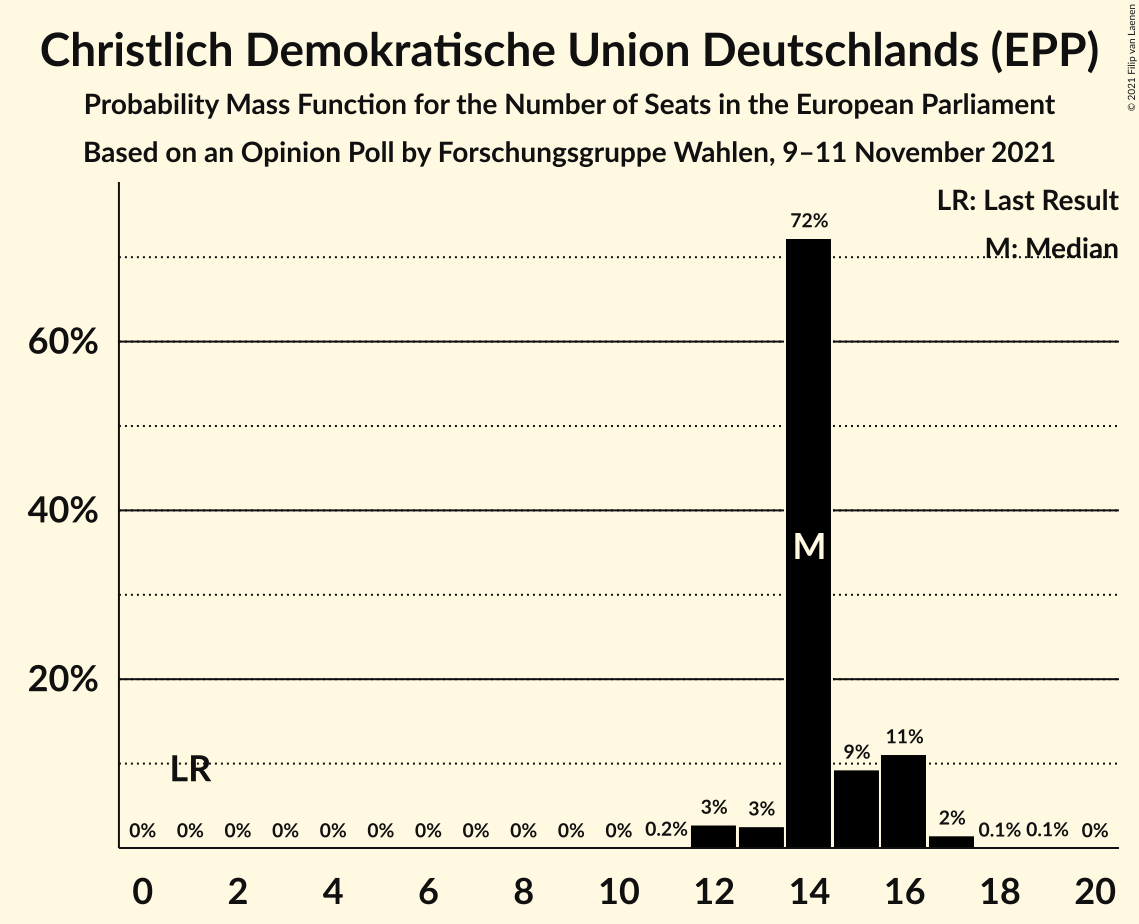 Christlich Demokratische Union Deutschlands (EPP)
Probability Mass Function for the Number of Seats in the European Parliament
Based on an Opinion Poll by Forschungsgruppe Wahlen, 9–11 November 2021
© 2021 Filip van Laenen
LR: Last Result
M: Median
72%
60%
40%
M
20%
11%
9%
LR
3%
3%
2%
0% 0% 0% 0% 0% 0% 0% 0% 0% 0% 0% 0.2% 0.1% 0.1% 0%
0 2 4 6 8 10 12 14 16 18 20